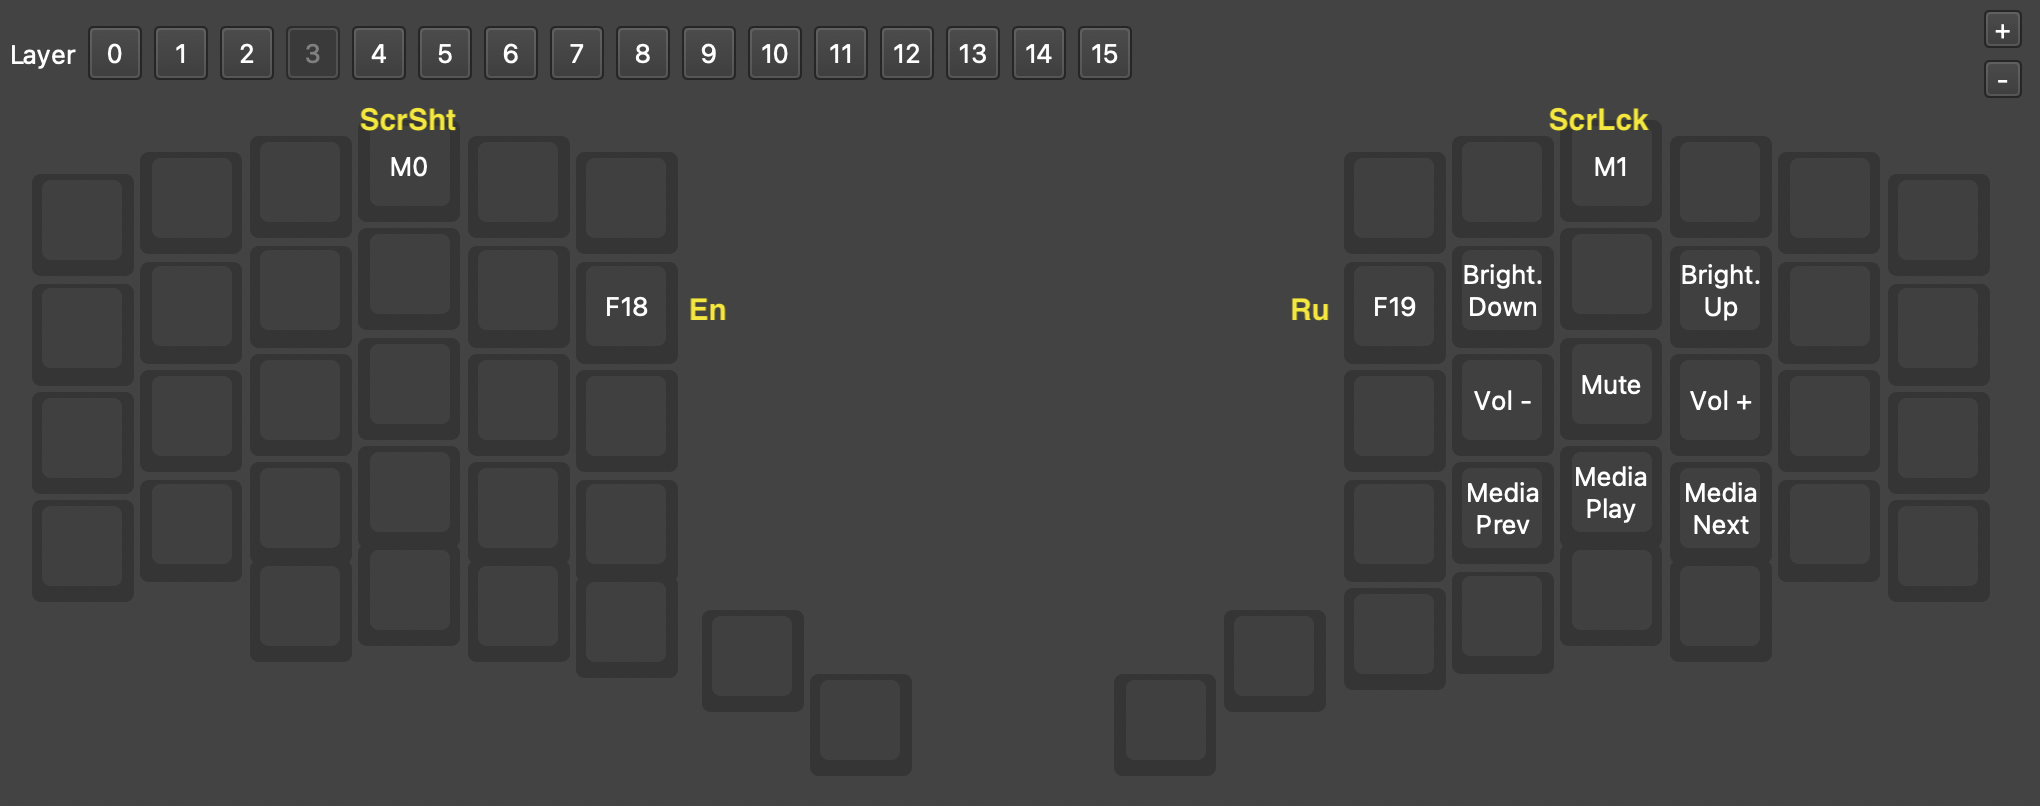 Layer 0 1 2 3 4 5 6 7 8 9 10 11 12 13 14 15
+
-
ScrSht
M0
F18 En
ScrLck
M1
Ru F19
Bright.
Down
Bright.
Up
Vol -
Mute
Vol +
Media
Prev
Media
Play
Media
Next